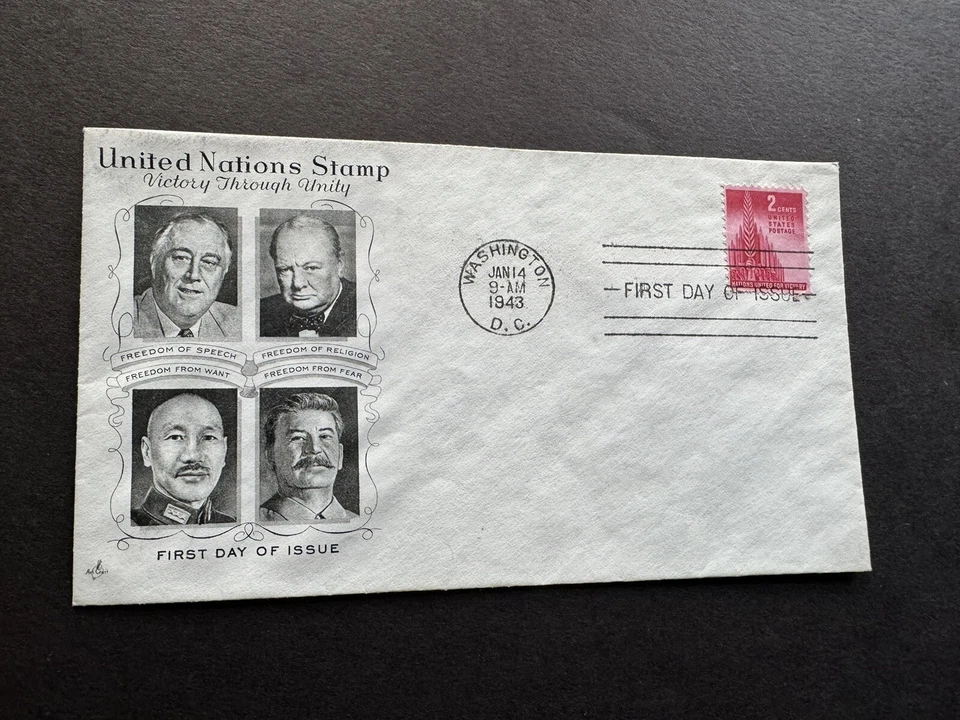 United Nations Stamp
Victory Through Unity
FREEDOM OF SPEECH
FREEDOM OF RELIGION
FREEDOM FROM WANT
FREEDOM FROM FEAR
FIRST DAY OF ISSUE
WASHINGTON
JAN 14
9-AM
1943
D. C.
2 CENTS
UNITED
STATES
POSTAGE
NATIONS UNITED FOR VICTORY
FIRST DAY OF ISSUE